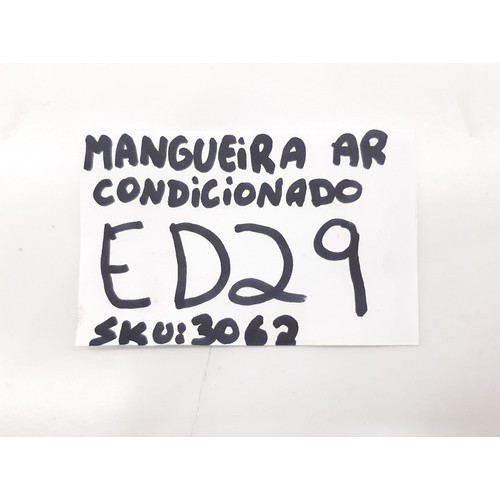 MANGUEiRA AR
CONDiCiONADO
ED29
SKU:3062